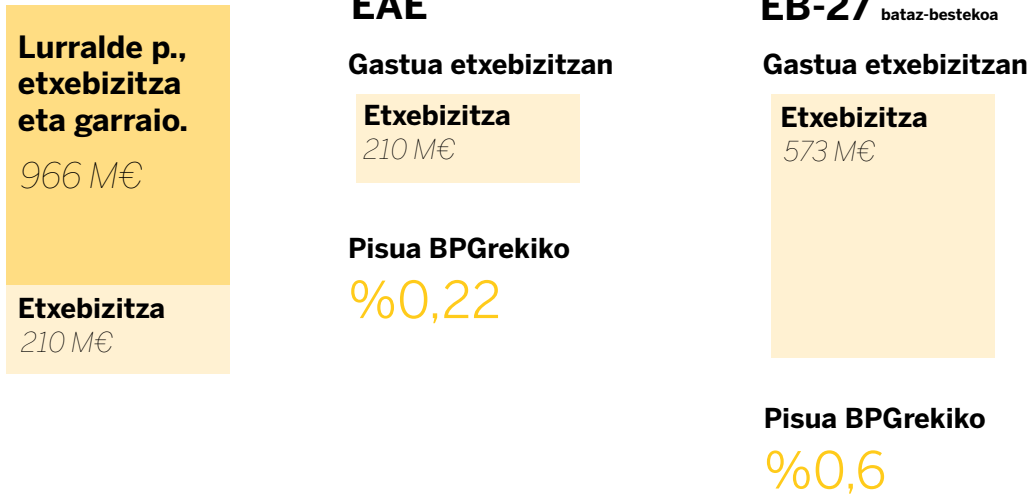 Lurralde p.,
etxebizitza
eta garraio.
966 M€
Etxebizitza
210 M€
EAE
Gastua etxebizitzan
Etxebizitza
210 M€
Pisua BPGrekiko
%0,22
EB-27 bataz-bestekoa
Gastua etxebizitzan
Etxebizitza
573 M€
Pisua BPGrekiko
%0,6